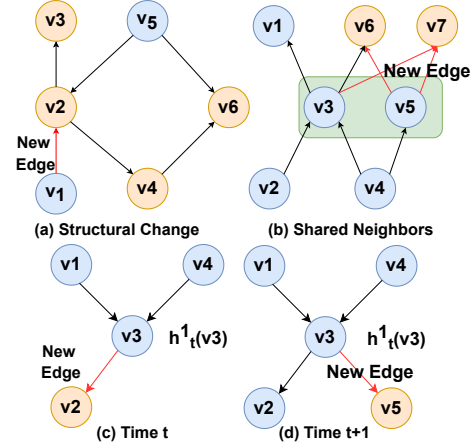 v3
v5
v2
v6
New
Edge
v1
v4
(a) Structural Change
v1
v6
v7
New Edge
v3
v5
v2
v4
(b) Shared Neighbors
v1
v4
v3
h¹ₜ(v3)
New
Edge
v2
(c) Time t
v1
v4
v3
h¹ₜ(v3)
New Edge
v2
v5
(d) Time t+1